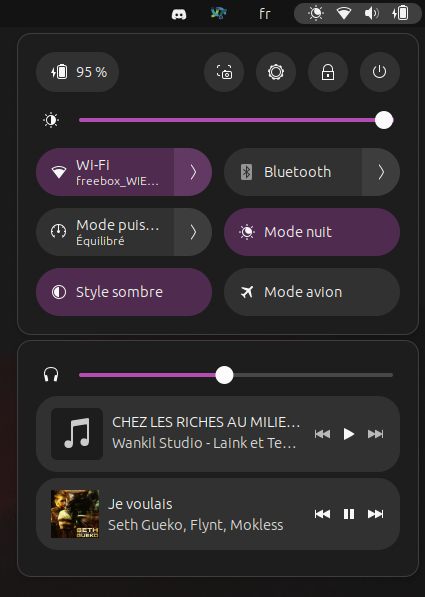 fr
95 %
WI-FI
freebox_WIE...
Bluetooth
Mode puis...
Équilibré
Mode nuit
Style sombre
Mode avion
CHEZ LES RICHES AU MILIE...
Wankil Studio - Laink et Te...
Je voulais
Seth Gueko, Flynt, Mokless
SETH
GUEKO